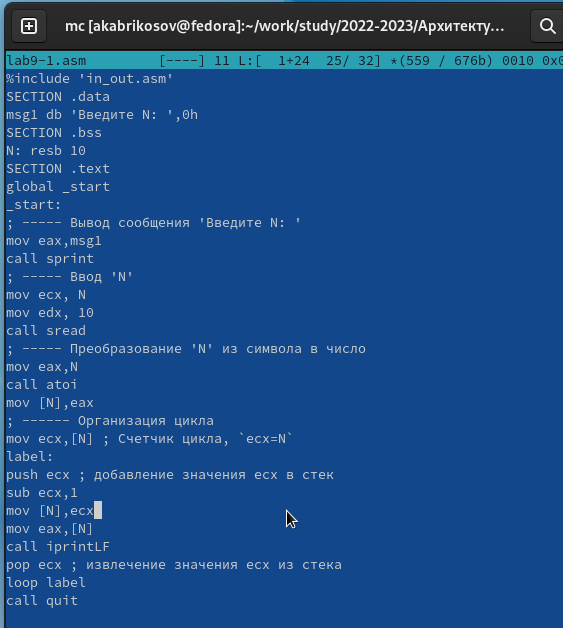 mc [akabrikosov@fedora]:~/work/study/2022-2023/Архитекту...
lab9-1.asm [----] 11 L:[ 1+24 25/ 32] *(559 / 676b) 0010 0x0
%include 'in_out.asm'
SECTION .data
msg1 db 'Введите N: ',0h
SECTION .bss
N: resb 10
SECTION .text
global _start
_start:
; ----- Вывод сообщения 'Введите N: '
mov eax,msg1
call sprint
; ----- Ввод 'N'
mov ecx, N
mov edx, 10
call sread
; ----- Преобразование 'N' из символа в число
mov eax,N
call atoi
mov [N],eax
; ------ Организация цикла
mov ecx,[N] ; Счетчик цикла, `ecx=N`
label:
push ecx ; добавление значения ecx в стек
sub ecx,1
mov [N],ecx
mov eax,[N]
call iprintLF
pop ecx ; извлечение значения ecx из стека
loop label
call quit